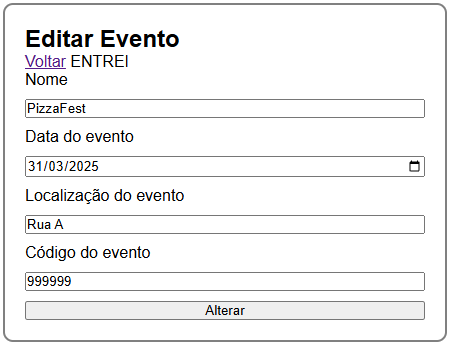 Editar Evento
Voltar ENTREI
Nome
PizzaFest
Data do evento
31/03/2025
Localização do evento
Rua A
Código do evento
999999
Alterar